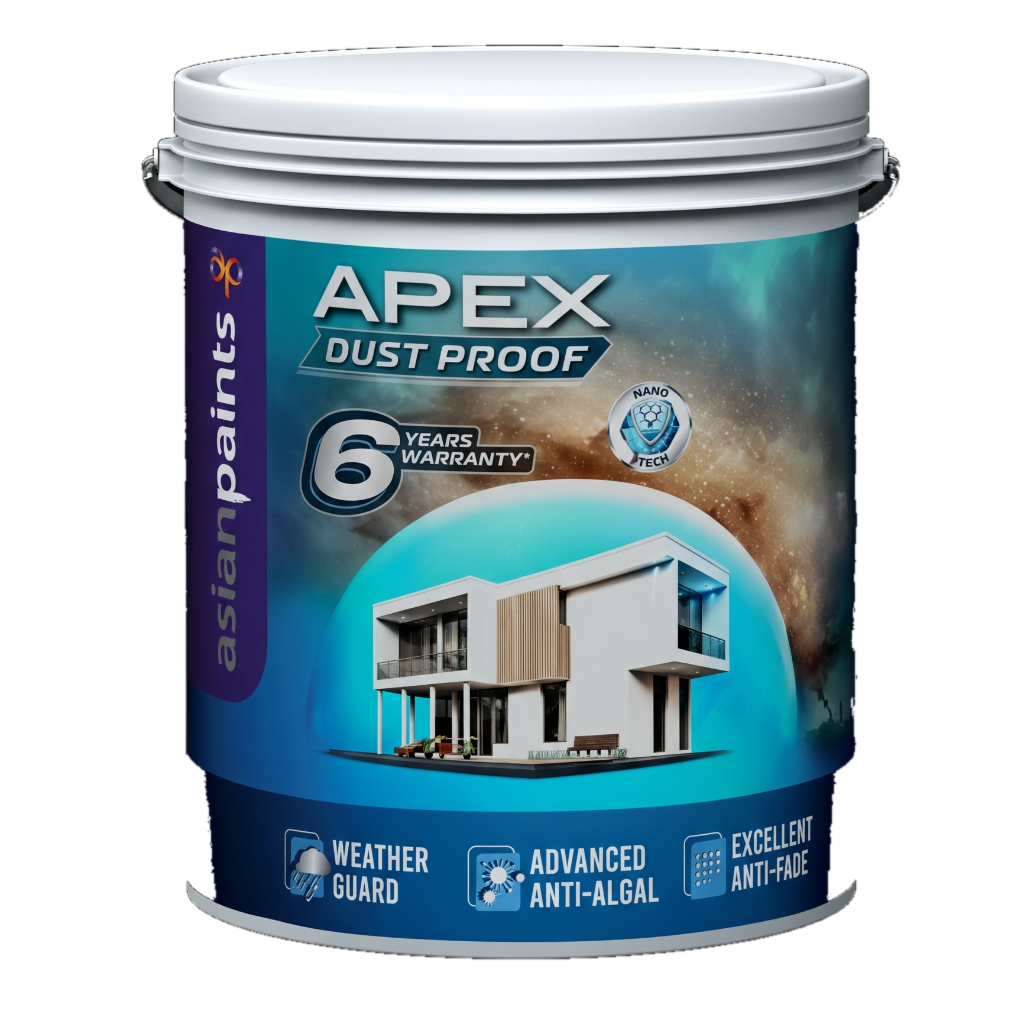 asianpaints
APEX
DUST PROOF
6 YEARS
WARRANTY*
NANO
TECH
WEATHER
GUARD
ADVANCED
ANTI-ALGAL
EXCELLENT
ANTI-FADE